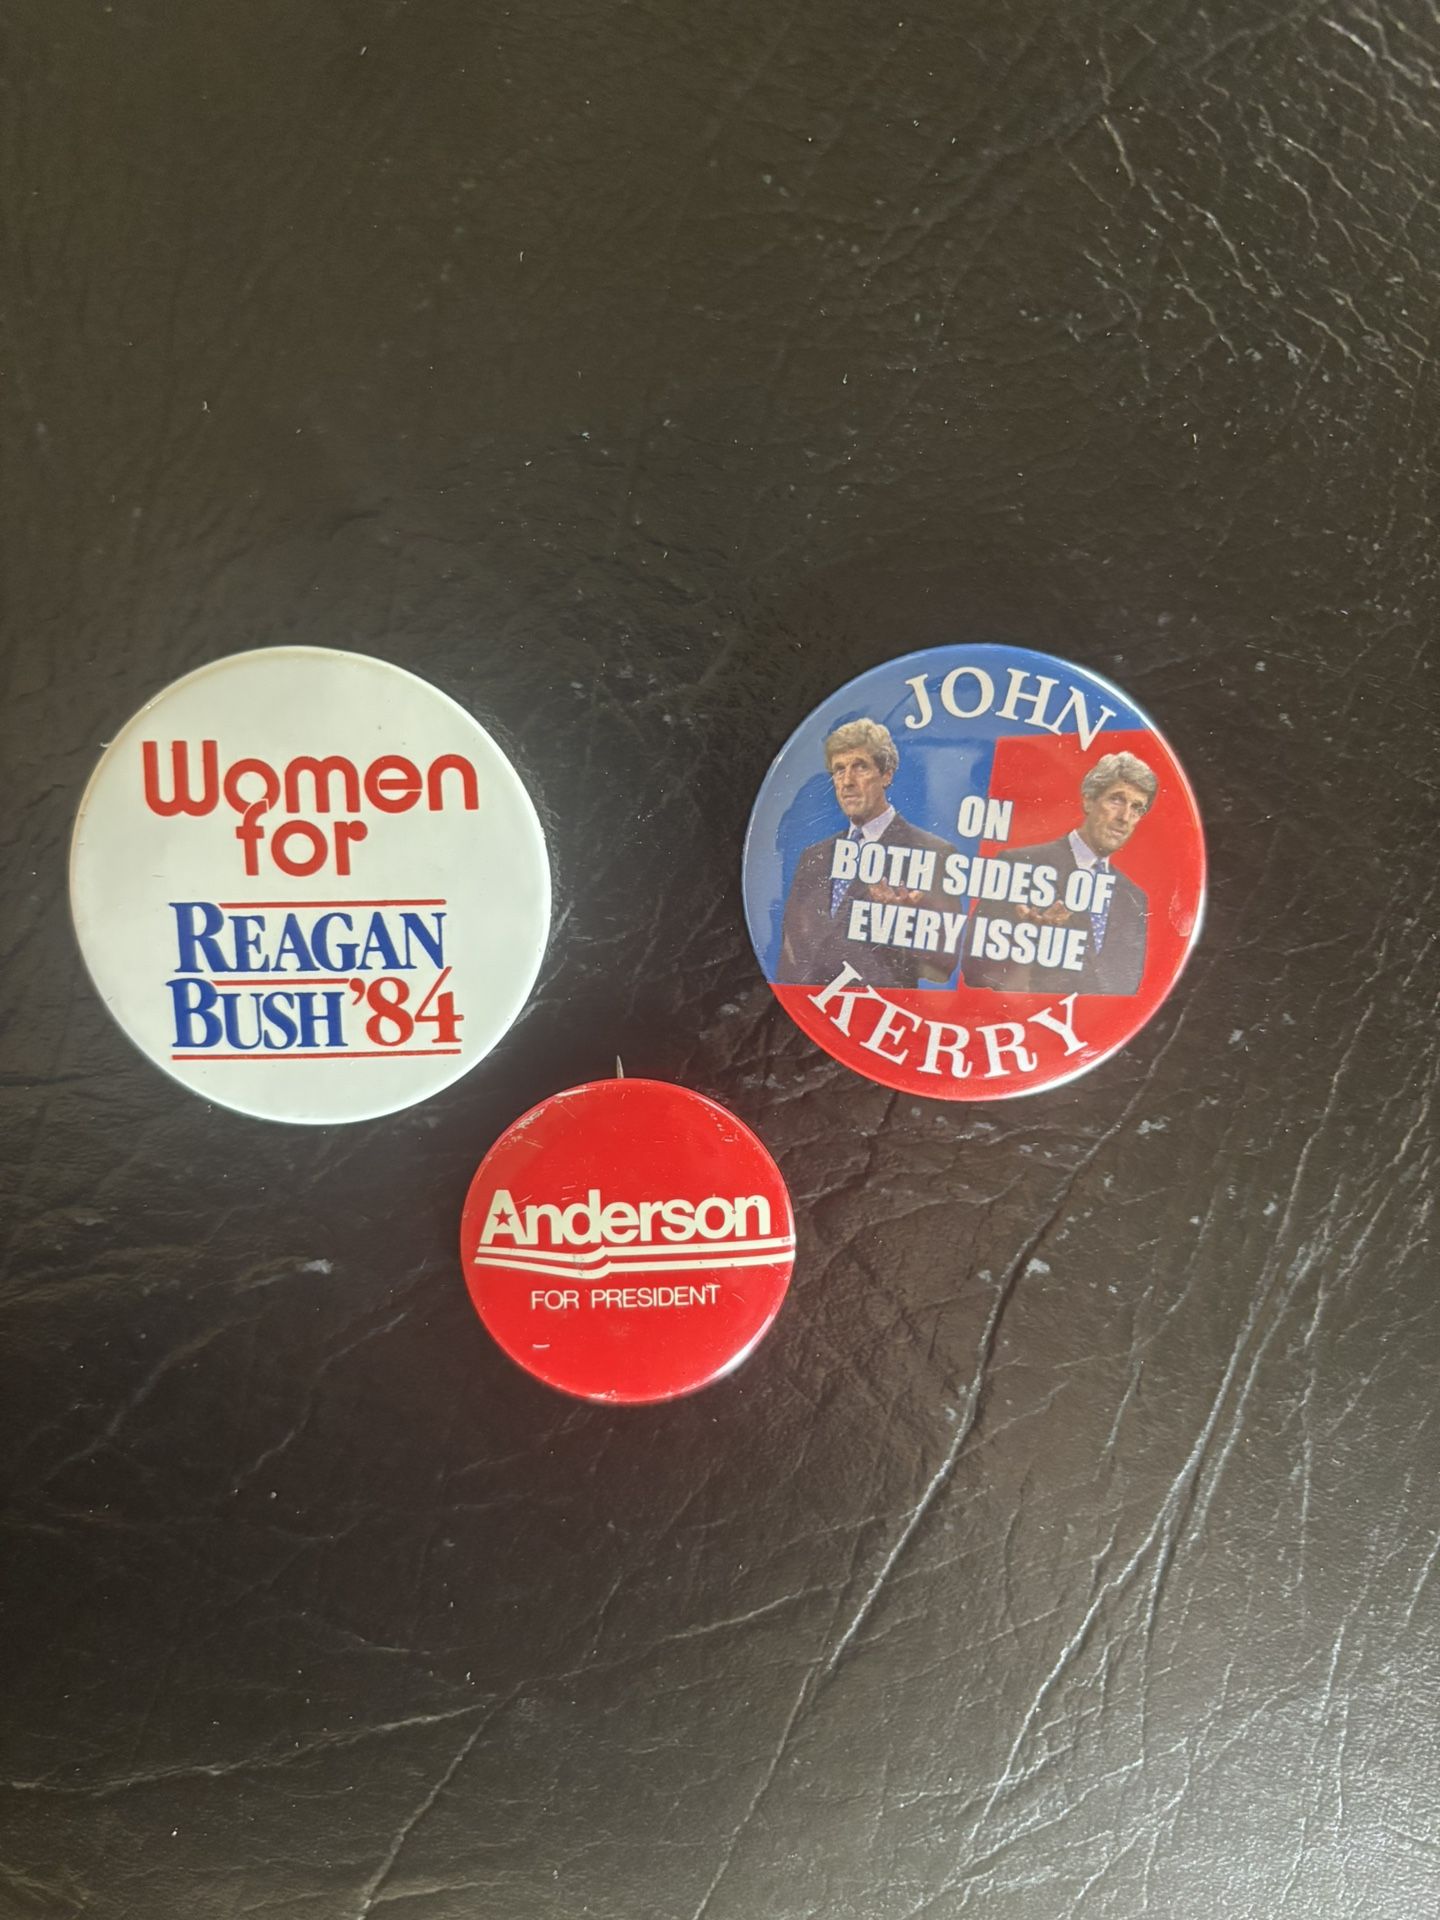 Women
for
REAGAN
BUSH '84
JOHN
ON
BOTH SIDES OF
EVERY ISSUE
KERRY
Anderson
FOR PRESIDENT